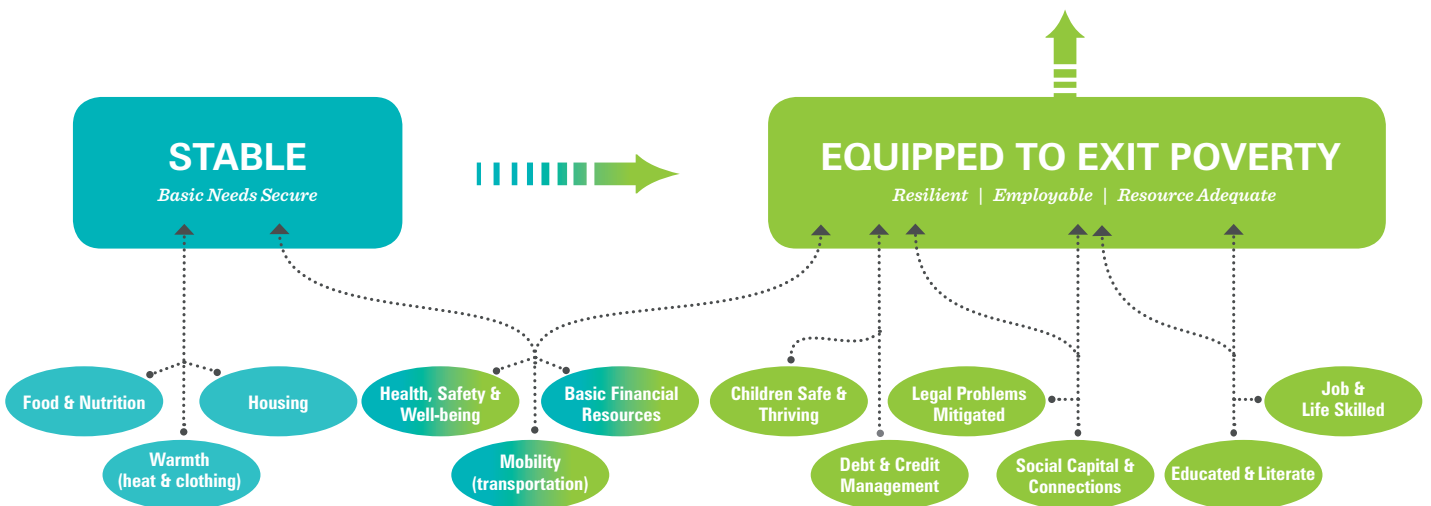 STABLE
Basic Needs Secure
EQUIPPED TO EXIT POVERTY
Resilient | Employable | Resource Adequate
Food & Nutrition
Warmth
(heat & clothing)
Housing
Health, Safety &
Well-being
Mobility
(transportation)
Basic Financial
Resources
Children Safe &
Thriving
Debt & Credit
Management
Legal Problems
Mitigated
Social Capital &
Connections
Educated & Literate
Job &
Life Skilled